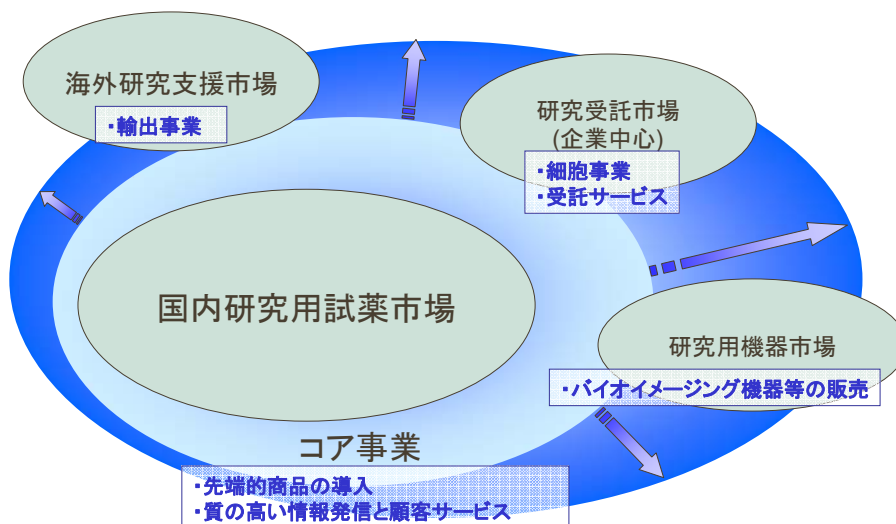 海外研究支援市場
・輸出事業
研究受託市場
(企業中心)
・細胞事業
・受託サービス
国内研究用試薬市場
研究用機器市場
・バイオイメージング機器等の販売
コア事業
・先端的商品の導入
・質の高い情報発信と顧客サービス